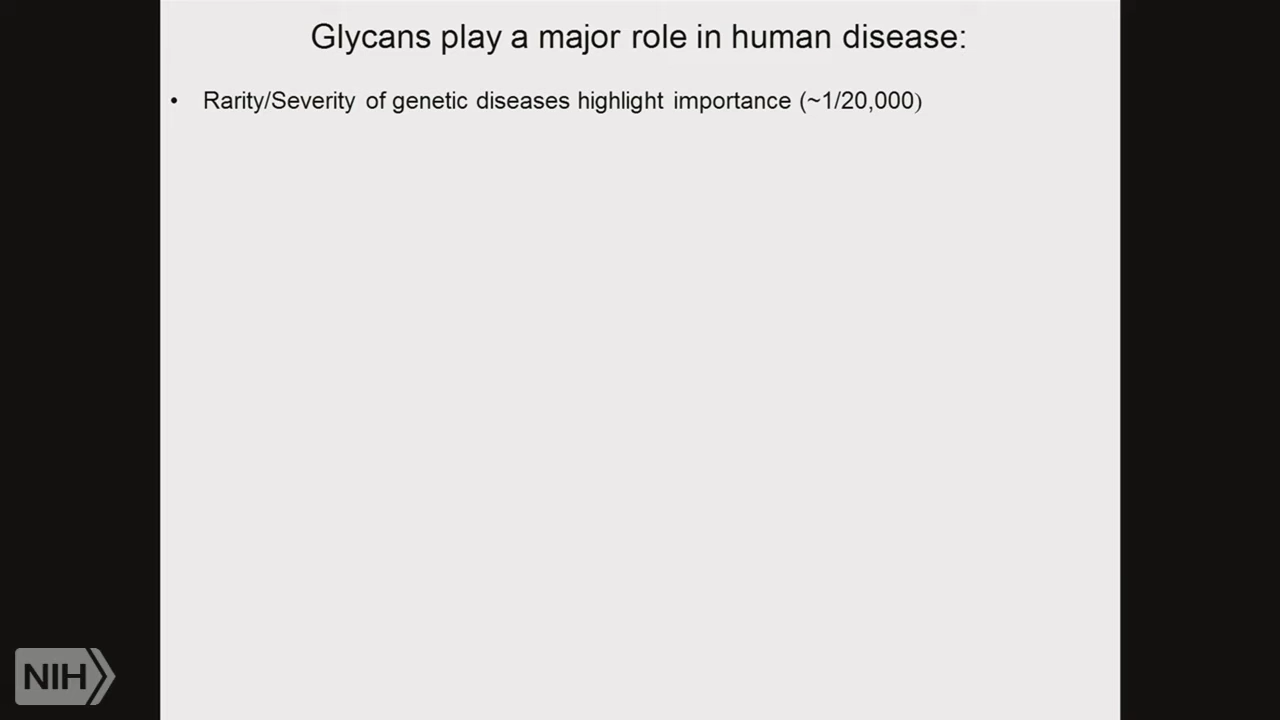 Glycans play a major role in human disease:
• Rarity/Severity of genetic diseases highlight importance (~1/20,000)
NIH